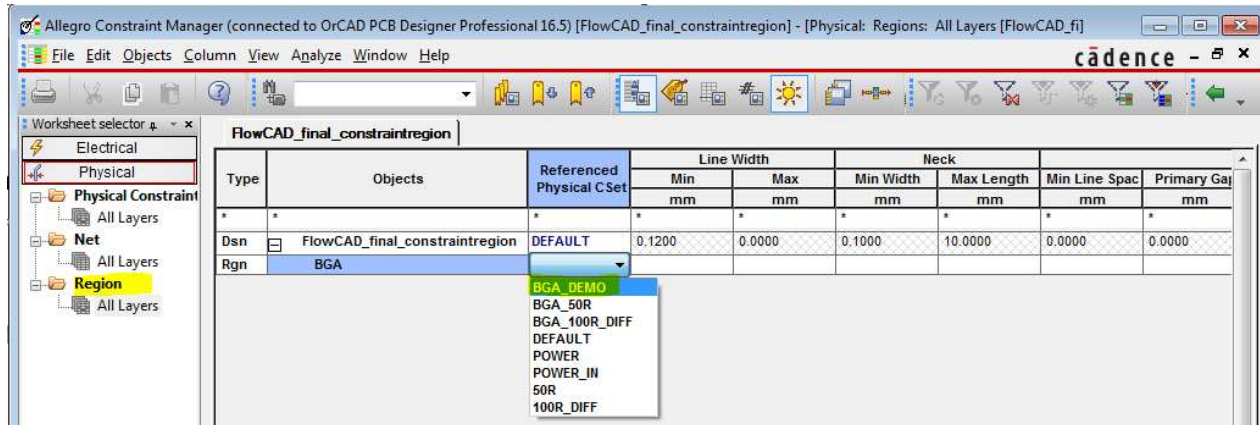 Allegro Constraint Manager (connected to OrCAD PCB Designer Professional 16.5) [FlowCAD_final_constraintregion] - [Physical: Regions: All Layers [FlowCAD_fi]
File Edit Objects Column View Analyze Window Help
cādence
Worksheet selector
FlowCAD_final_constraintregion
Electrical
Physical
Physical Constraint
All Layers
Net
All Layers
Region
All Layers
Type Objects Referenced Physical CSet Line Width Neck
Min Max Min Width Max Length Min Line Spac Primary Gap
mm mm mm mm mm mm
* * * * * * * * *
Dsn FlowCAD_final_constraintregion DEFAULT 0.1200 0.0000 0.1000 10.0000 0.0000 0.0000
Rgn BGA
BGA_DEMO
BGA_50R
BGA_100R_DIFF
DEFAULT
POWER
POWER_IN
50R
100R_DIFF